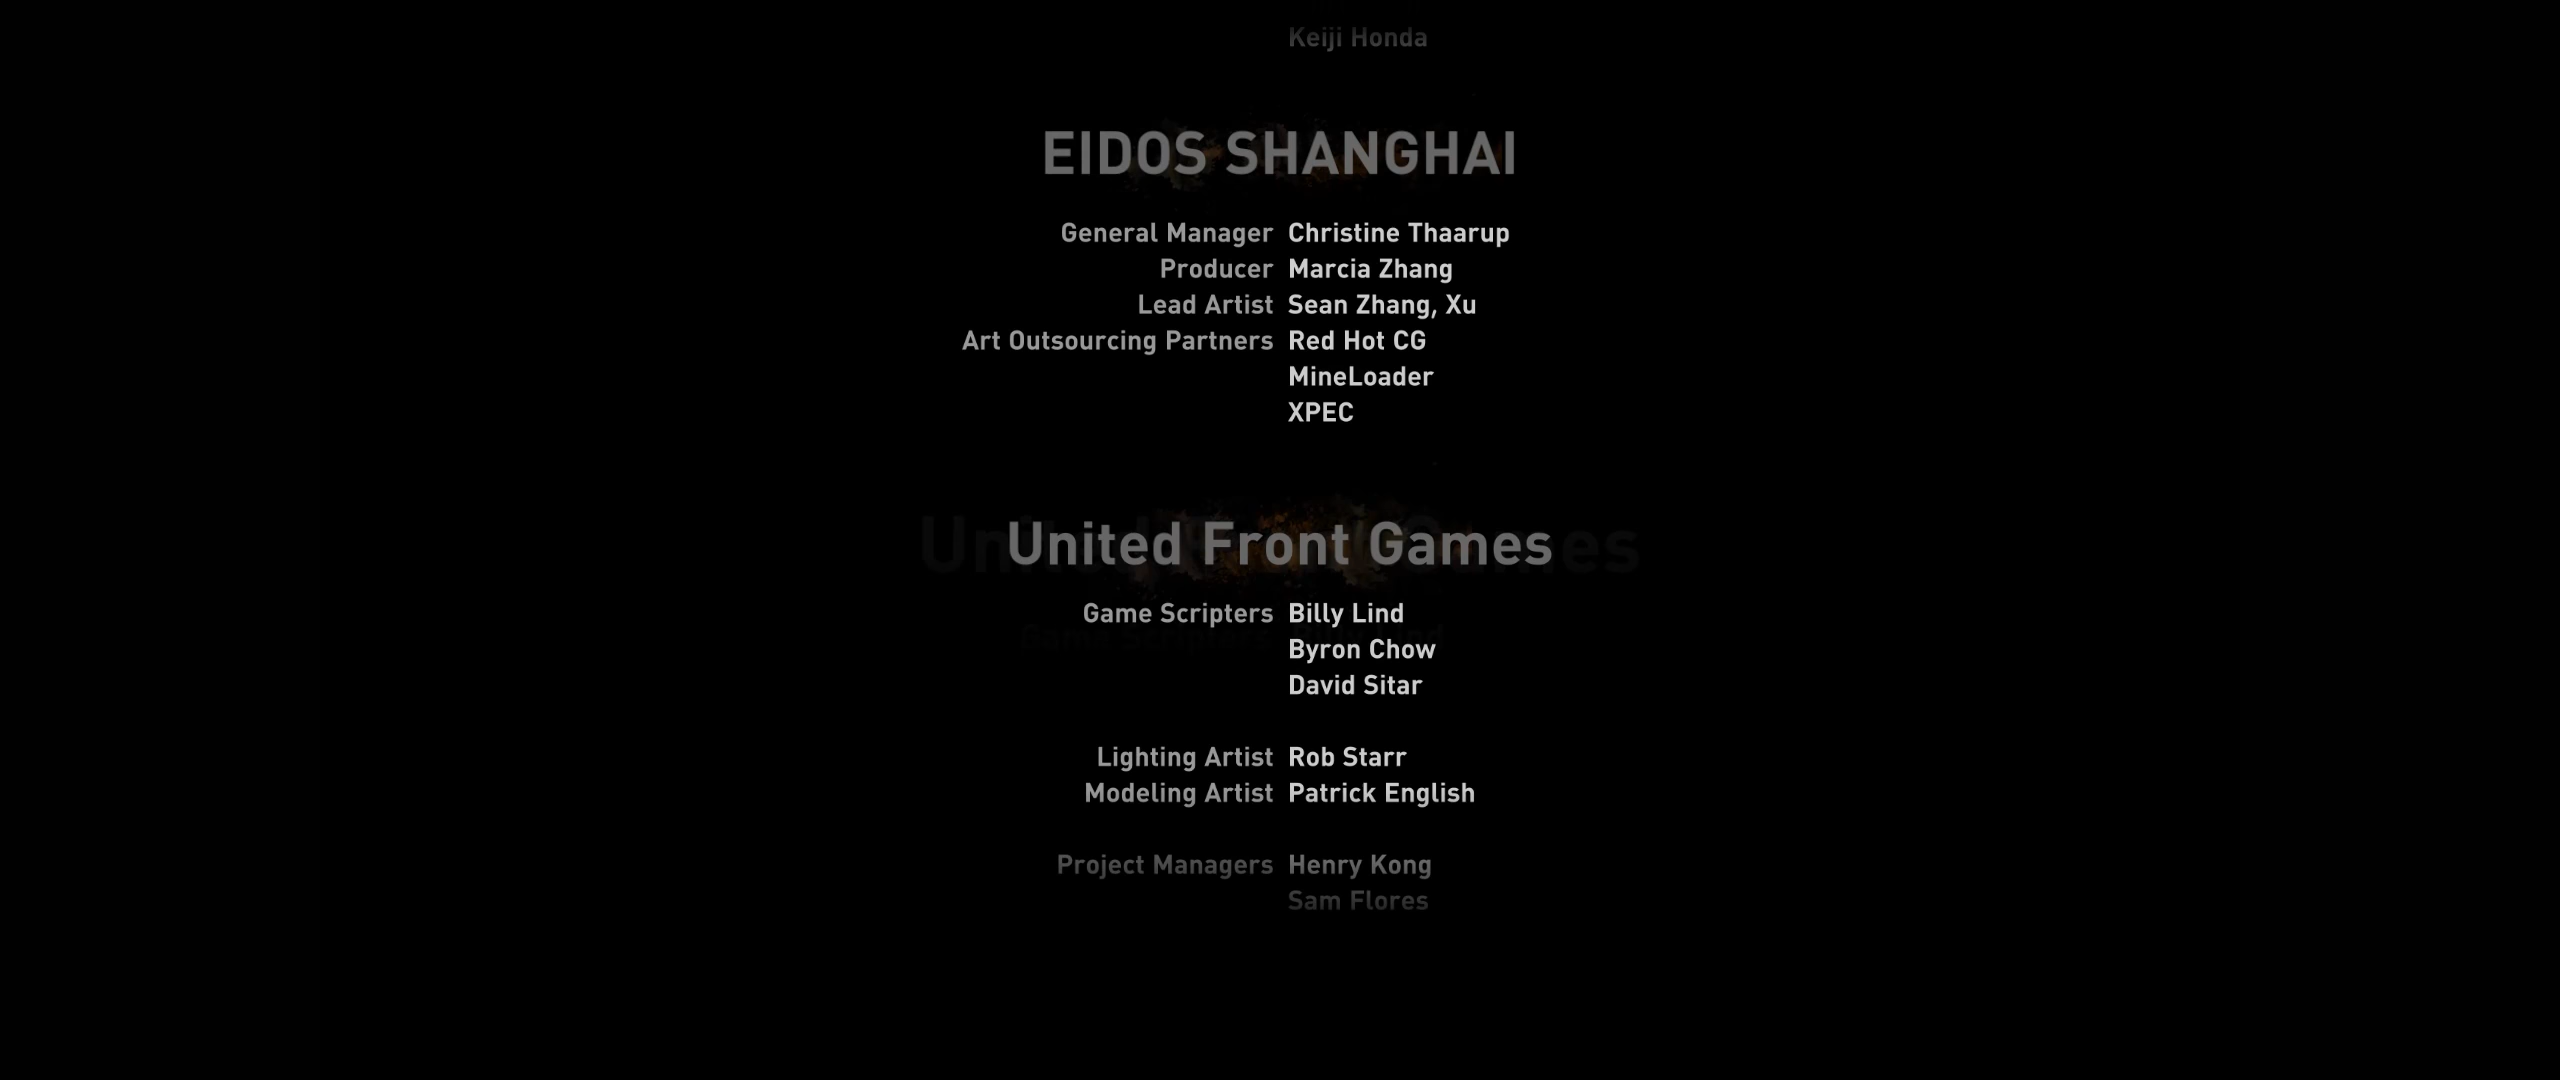 Keiji Honda
EIDOS SHANGHAI
General Manager Christine Thaarup
Producer Marcia Zhang
Lead Artist Sean Zhang, Xu
Art Outsourcing Partners Red Hot CG
MineLoader
XPEC
United Front Games
Game Scripters Billy Lind
Byron Chow
David Sitar
Lighting Artist Rob Starr
Modeling Artist Patrick English
Project Managers Henry Kong
Sam Flores